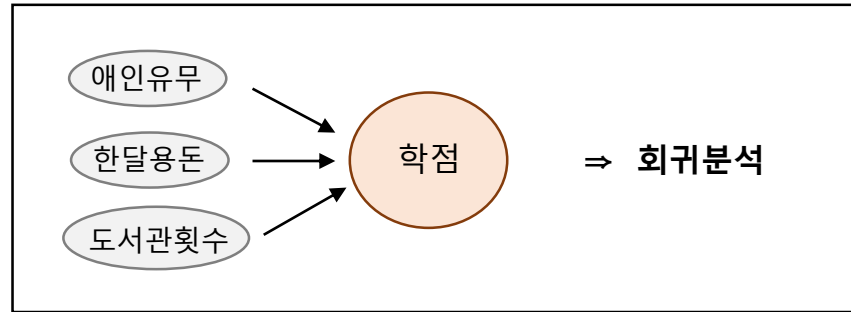 애인유무
한달용돈
도서관횟수
학점
⇒ 회귀분석